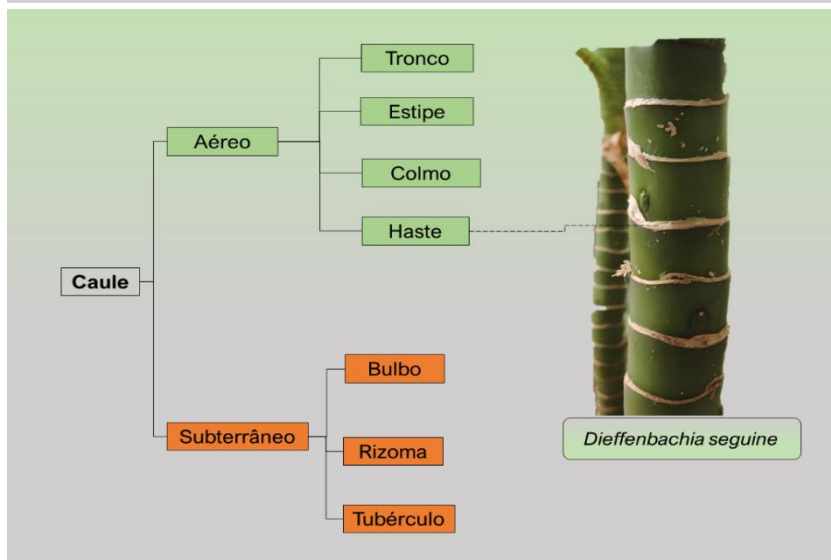 Tronco
Estipe
Aéreo
Colmo
Haste
Caule
Bulbo
Subterrâneo
Rizoma
Tubérculo
Dieffenbachia seguine